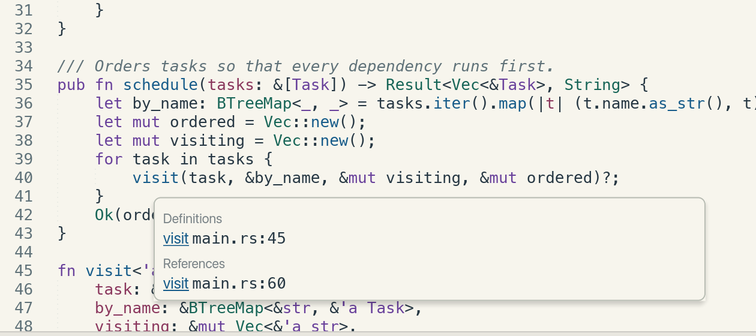 31 }
32 }
33
34 /// Orders tasks so that every dependency runs first.
35 pub fn schedule(tasks: &[Task]) -> Result<Vec<&Task>, String> {
36 let by_name: BTreeMap<_, _> = tasks.iter().map(|t| (t.name.as_str(), t)
37 let mut ordered = Vec::new();
38 let mut visiting = Vec::new();
39 for task in tasks {
40 visit(task, &by_name, &mut visiting, &mut ordered)?;
41 }
42 Ok(ord
43 }
44
Definitions
visit main.rs:45
References
visit main.rs:60
45 fn visit<'a
46 task: &
47 by_name: &BTreeMap<&str, &'a Task>,
48 visiting: &mut Vec<&'a str>,